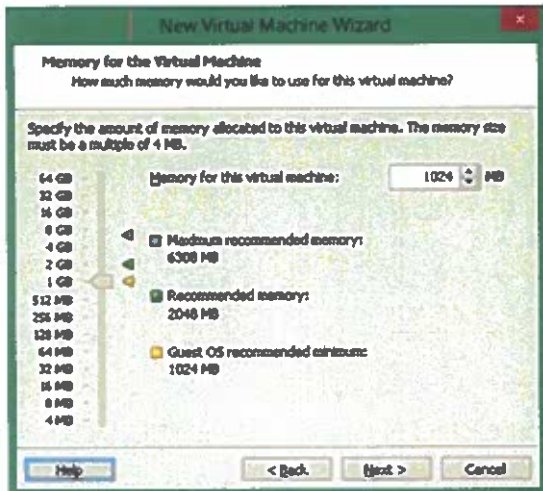 New Virtual Machine Wizard
Memory for the Virtual Machine
How much memory would you like to use for this virtual machine?
Specify the amount of memory allocated to this virtual machine. The memory size
must be a multiple of 4 MB.
64 GB
32 GB
16 GB
8 GB
4 GB
2 GB
1 GB
512 MB
256 MB
128 MB
64 MB
32 MB
16 MB
8 MB
4 MB
Memory for this virtual machine: 1024 MB
Maximum recommended memory:
6308 MB
Recommended memory:
2048 MB
Guest OS recommended minimum:
1024 MB
Help
< Back
Next >
Cancel